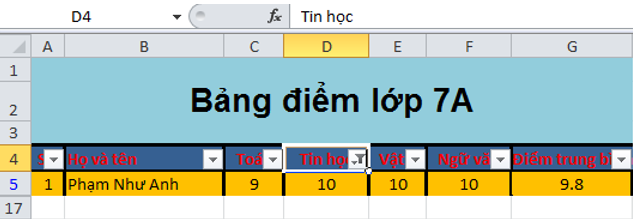 D4 fx Tin học
A B C D E F G
1
2 Bảng điểm lớp 7A
3
4 S Họ và tên Toá Tin họ Vật Ngữ vă Điểm trung bì
5 1 Phạm Như Anh 9 10 10 10 9.8
17